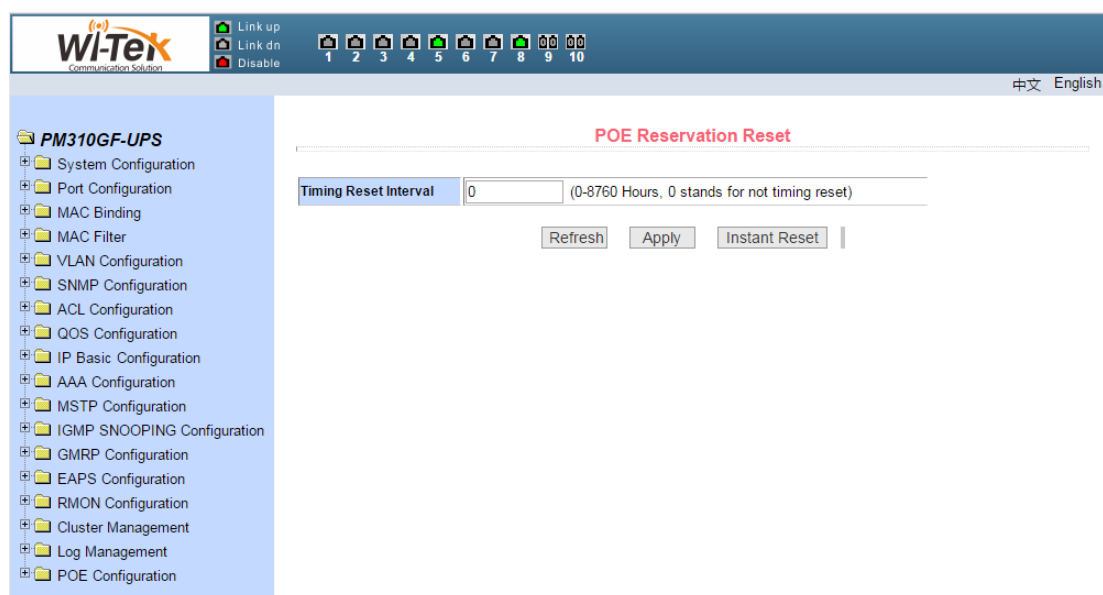 Wi-Tek
Communication Solution
Link up
Link dn
Disable
1 2 3 4 5 6 7 8 9 10
中文 English
PM310GF-UPS
System Configuration
Port Configuration
MAC Binding
MAC Filter
VLAN Configuration
SNMP Configuration
ACL Configuration
QOS Configuration
IP Basic Configuration
AAA Configuration
MSTP Configuration
IGMP SNOOPING Configuration
GMRP Configuration
EAPS Configuration
RMON Configuration
Cluster Management
Log Management
POE Configuration
POE Reservation Reset
Timing Reset Interval 0 (0-8760 Hours, 0 stands for not timing reset)
Refresh Apply Instant Reset